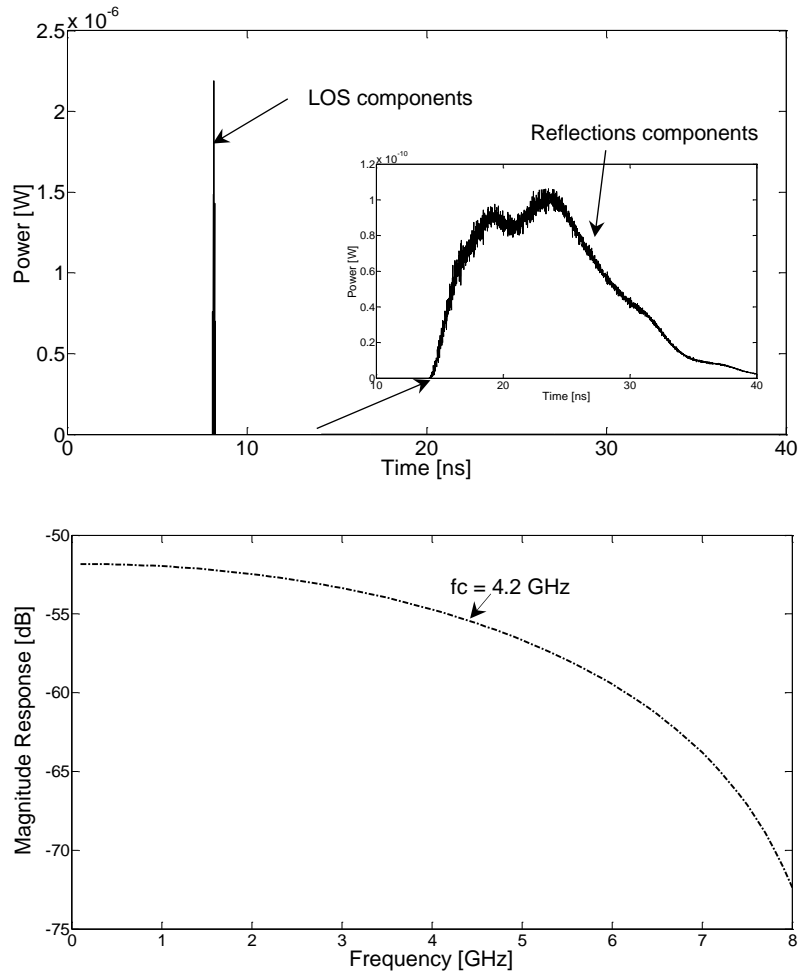 x 10^-6
2.5
2
1.5
1
0.5
0
Power [W]
LOS components
Reflections components
x 10^-10
1.2
1
0.8
0.6
0.4
0.2
0
Power [W]
10 20 30 40
Time [ns]
0 10 20 30 40
Time [ns]
-50
-55
-60
-65
-70
-75
Magnitude Response [dB]
fc = 4.2 GHz
0 1 2 3 4 5 6 7 8
Frequency [GHz]